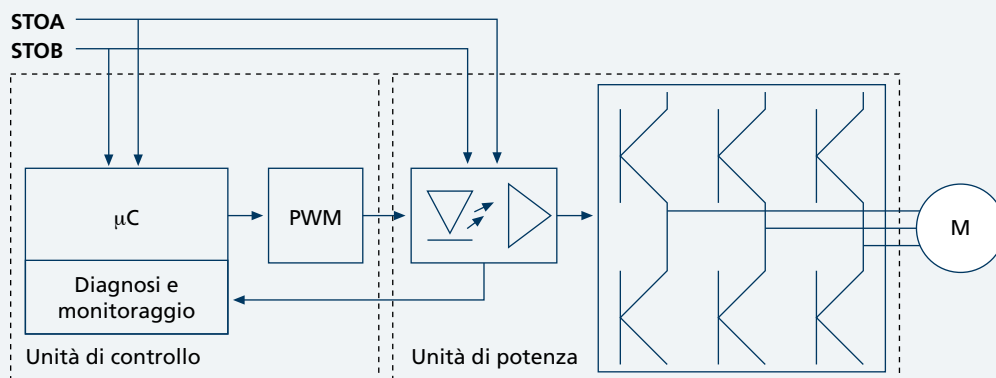 STOA
STOB
µC
PWM
M
Diagnosi e
monitoraggio
Unità di controllo
Unità di potenza